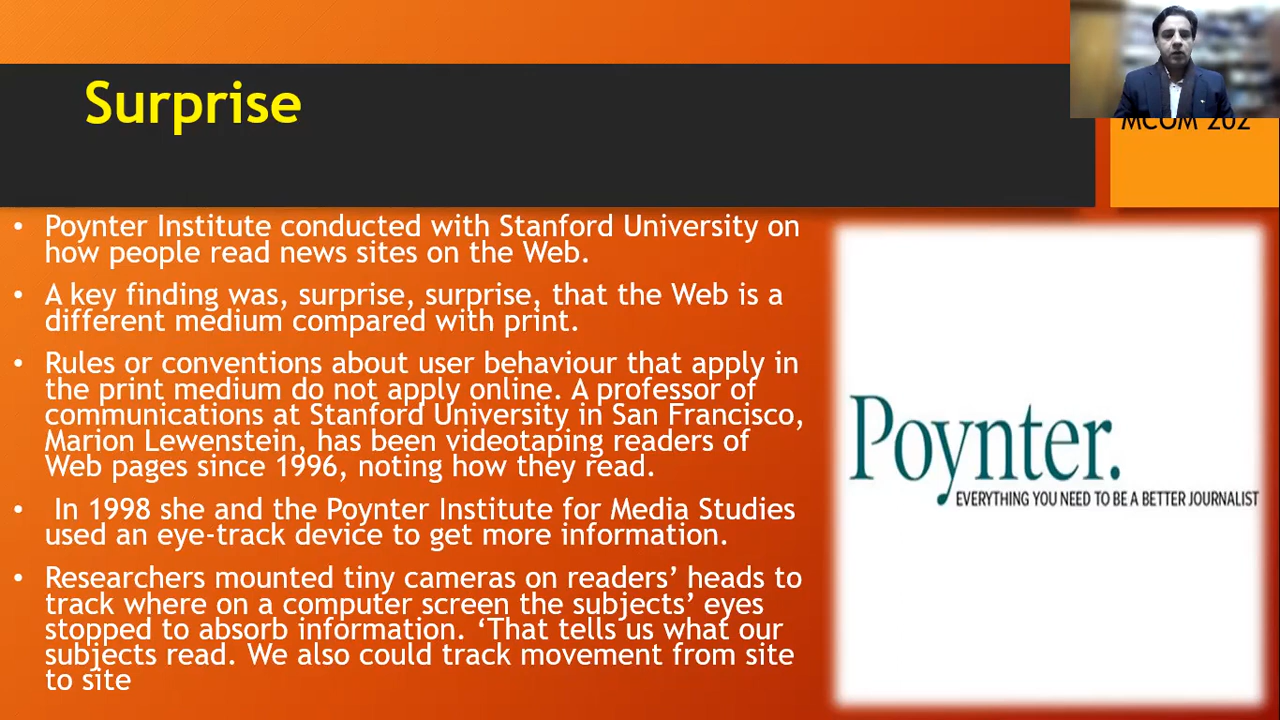 Surprise
MCOM 202
• Poynter Institute conducted with Stanford University on
how people read news sites on the Web.
• A key finding was, surprise, surprise, that the Web is a
different medium compared with print.
• Rules or conventions about user behaviour that apply in
the print medium do not apply online. A professor of
communications at Stanford University in San Francisco,
Marion Lewenstein, has been videotaping readers of
Web pages since 1996, noting how they read.
• In 1998 she and the Poynter Institute for Media Studies
used an eye-track device to get more information.
• Researchers mounted tiny cameras on readers’ heads to
track where on a computer screen the subjects’ eyes
stopped to absorb information. ‘That tells us what our
subjects read. We also could track movement from site
to site
Poynter.
EVERYTHING YOU NEED TO BE A BETTER JOURNALIST